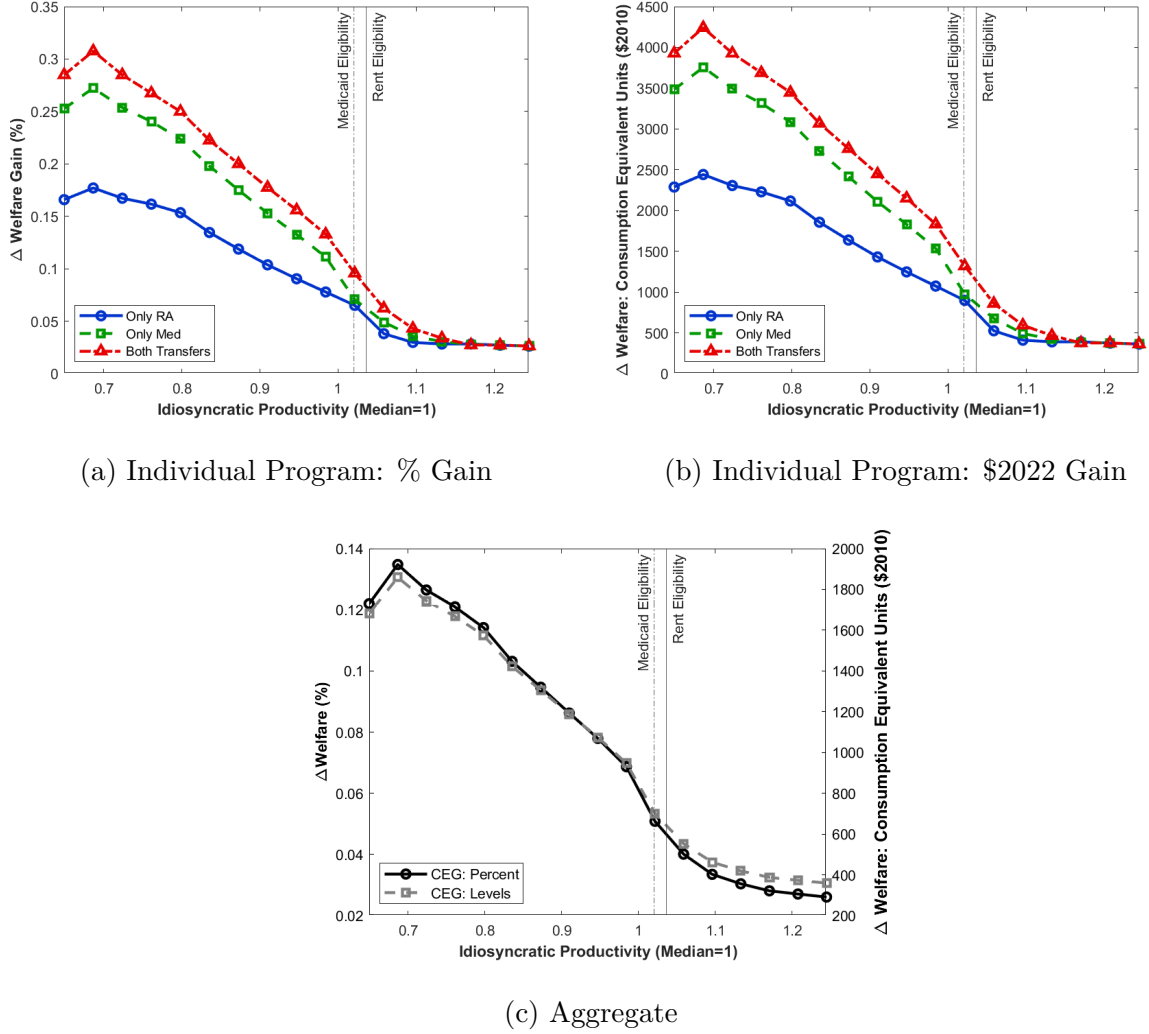 0.35
0.3
0.25
0.2
0.15
0.1
0.05
0
Δ Welfare Gain (%)
Medicaid Eligibility
Rent Eligibility
Only RA
Only Med
Both Transfers
0.7 0.8 0.9 1 1.1 1.2
Idiosyncratic Productivity (Median=1)
(a) Individual Program: % Gain
4500
4000
3500
3000
2500
2000
1500
1000
500
0
Δ Welfare: Consumption Equivalent Units ($2010)
Medicaid Eligibility
Rent Eligibility
Only RA
Only Med
Both Transfers
0.7 0.8 0.9 1 1.1 1.2
Idiosyncratic Productivity (Median=1)
(b) Individual Program: $2022 Gain
0.14
0.12
0.1
0.08
0.06
0.04
0.02
Δ Welfare (%)
Medicaid Eligibility
Rent Eligibility
CEG: Percent
CEG: Levels
2000
1800
1600
1400
1200
1000
800
600
400
200
Δ Welfare: Consumption Equivalent Units ($2010)
0.7 0.8 0.9 1 1.1 1.2
Idiosyncratic Productivity (Median=1)
(c) Aggregate